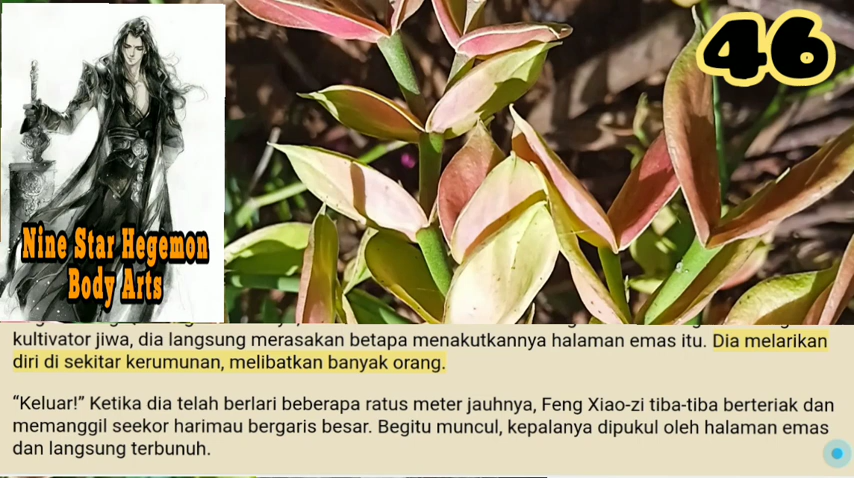 46
Nine Star Hegemon
Body Arts
kultivator jiwa, dia langsung merasakan betapa menakutkannya halaman emas itu. Dia melarikan
diri di sekitar kerumunan, melibatkan banyak orang.
“Keluar!” Ketika dia telah berlari beberapa ratus meter jauhnya, Feng Xiao-zi tiba-tiba berteriak dan
memanggil seekor harimau bergaris besar. Begitu muncul, kepalanya dipukul oleh halaman emas
dan langsung terbunuh.